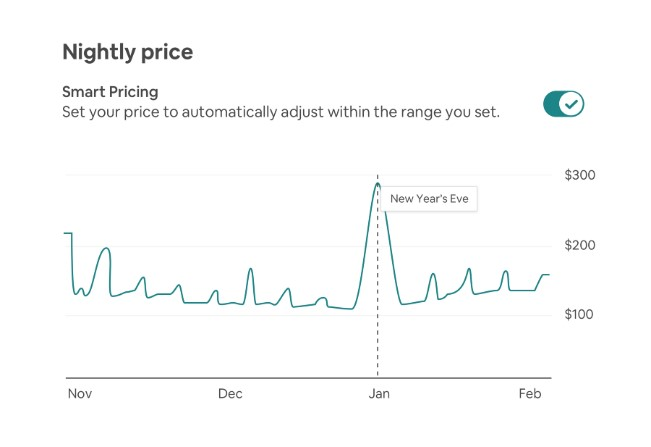 Nightly price
Smart Pricing
Set your price to automatically adjust within the range you set.
$300
New Year's Eve
$200
$100
Nov Dec Jan Feb